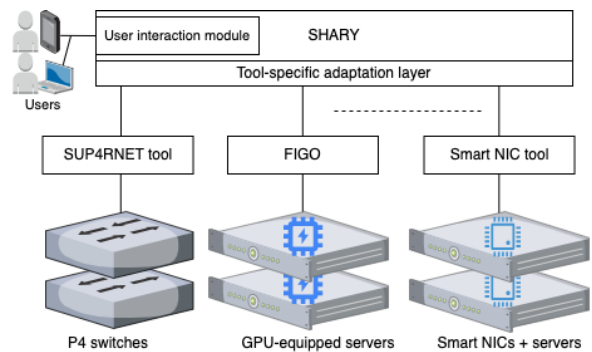 User interaction module
SHARY
Tool-specific adaptation layer
Users
SUP4RNET tool
FIGO
Smart NIC tool
P4 switches
GPU-equipped servers
Smart NICs + servers